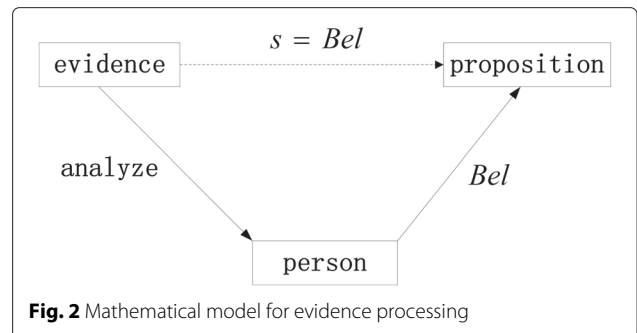 s = Bel
evidence
proposition
analyze
Bel
person
Fig. 2 Mathematical model for evidence processing